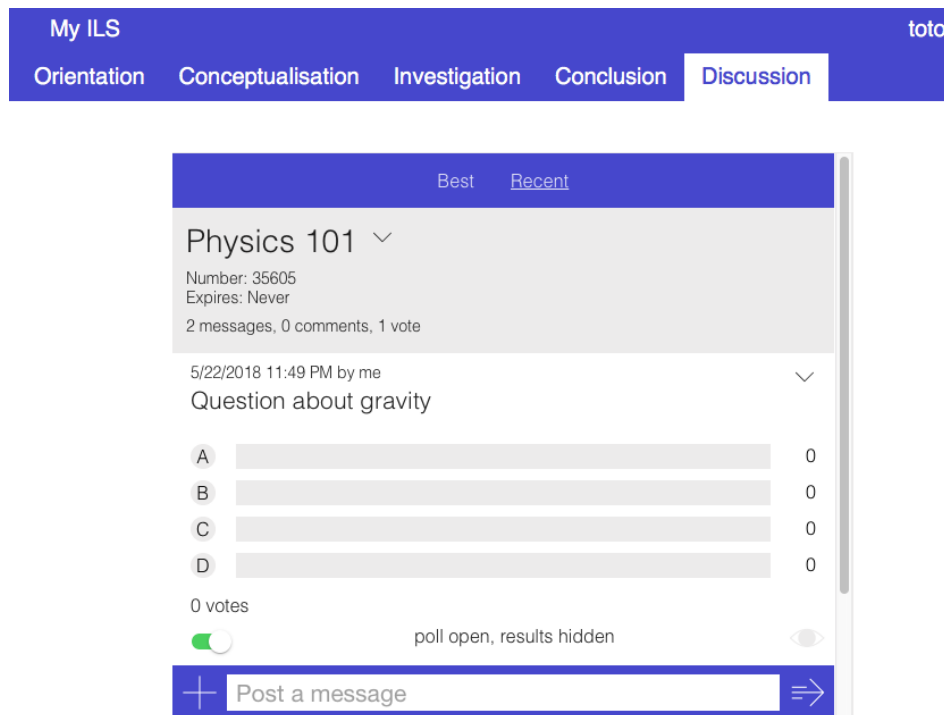 My ILS toto
Orientation Conceptualisation Investigation Conclusion Discussion
Best Recent
Physics 101
Number: 35605
Expires: Never
2 messages, 0 comments, 1 vote
5/22/2018 11:49 PM by me
Question about gravity
A 0
B 0
C 0
D 0
0 votes
poll open, results hidden
Post a message